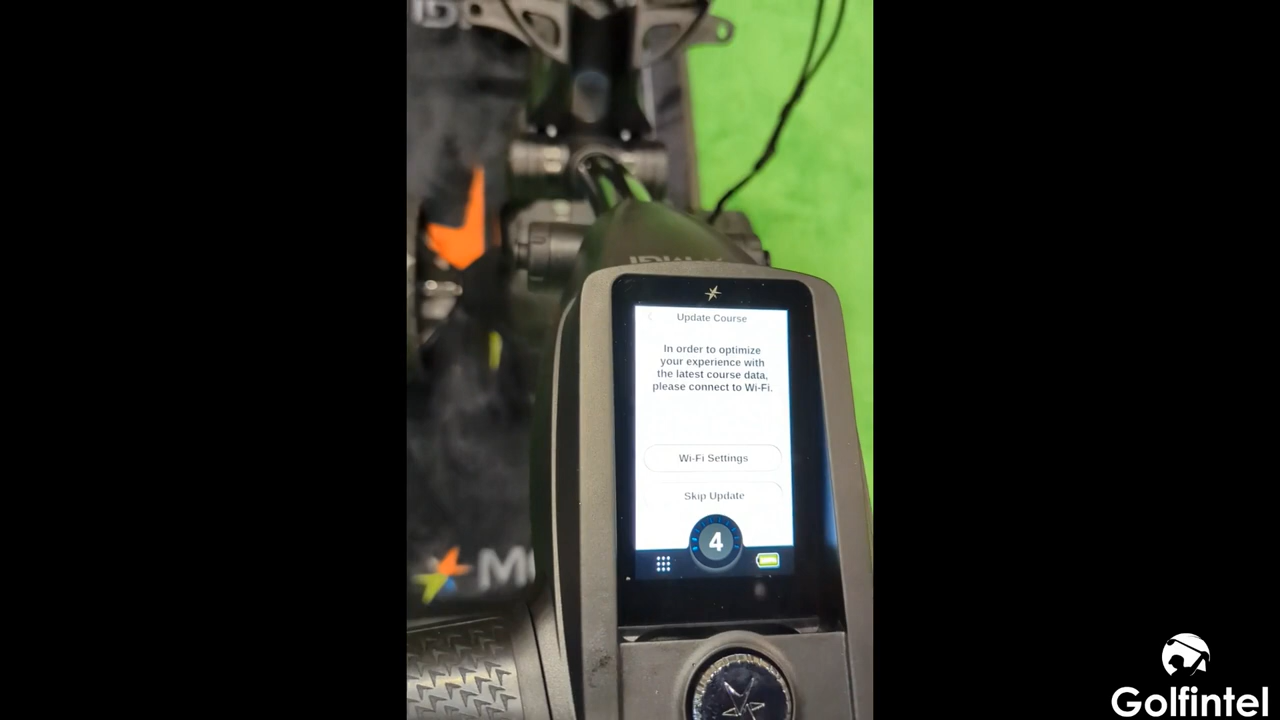 Update Course
In order to optimize
your experience with
the latest course data,
please connect to Wi-Fi.
Wi-Fi Settings
Skip Update
4
Golfintel